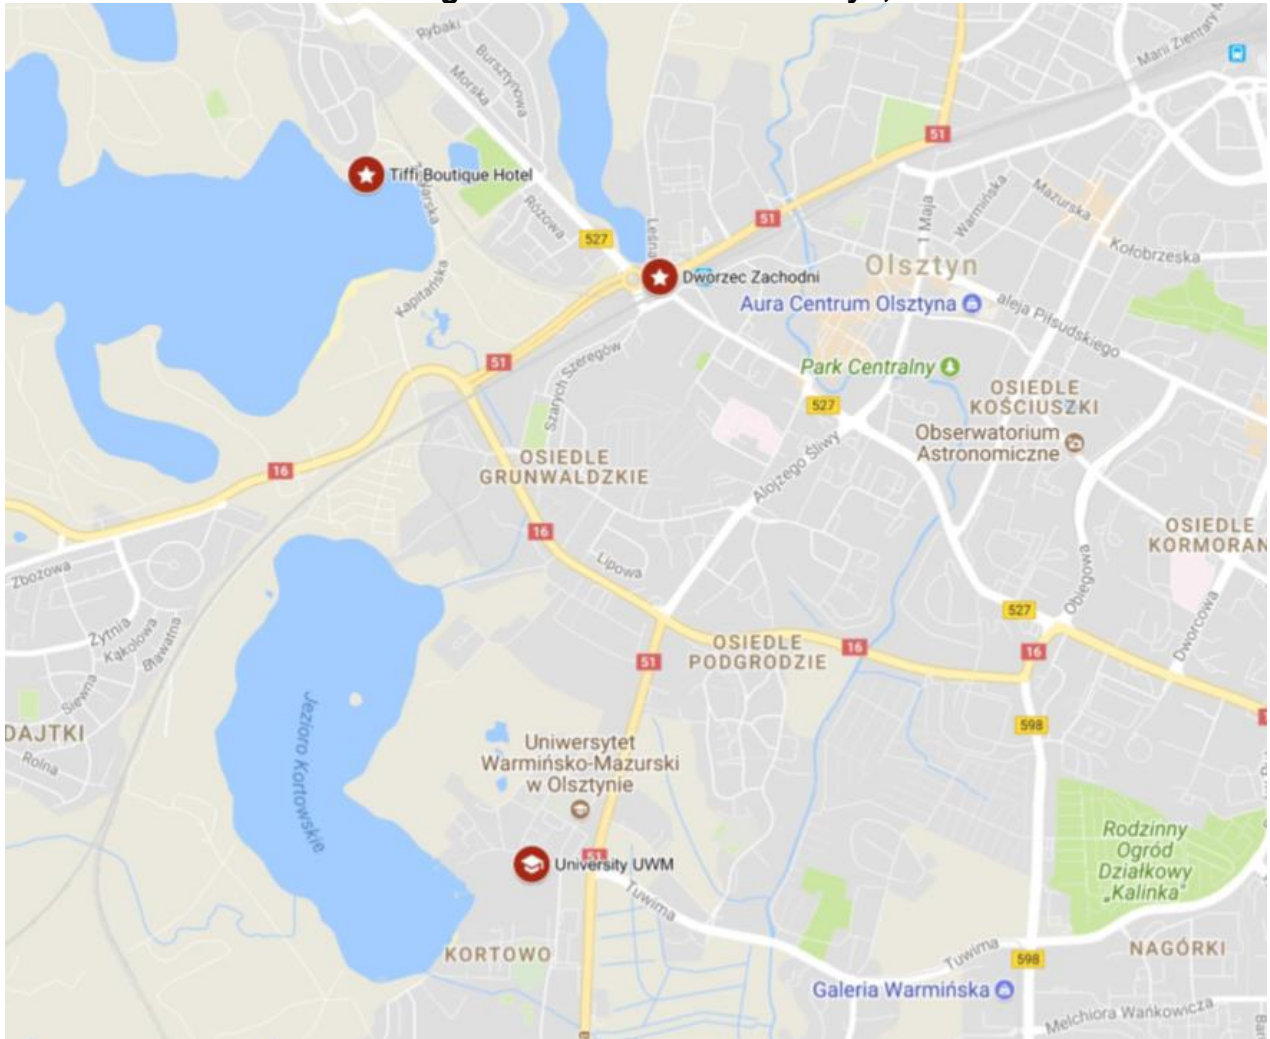 Rybaki
Bursztynowa
Morska
Marii Zientary M
51
Tiffi Boutique Hotel
Różowa
527
Leśna
51
1 Maja
Warmińska
Mazurska
Kołobrzeska
Olsztyn
Kapitańska
Dworzec Zachodni
Aura Centrum Olsztyna
aleja Piłsudskiego
51
Szarych Szeregów
Park Centralny
527
OSIEDLE
KOŚCIUSZKI
Obserwatorium
Astronomiczne
16
OSIEDLE
GRUNWALDZKIE
Alojzego Śliwy
16
OSIEDLE
KORMORAN
Lipowa
Zbożowa
Obiegowa
527
Dworcowa
Żytnia
Kąkolowa
Bławatna
51
OSIEDLE
PODGRODZIE
16
16
Siewna
598
DAJTKI
Rolna
Jezioro Kortowskie
Uniwersytet
Warmińsko-Mazurski
w Olsztynie
51
University UWM
Tuwima
Rodzinny
Ogród
Działkowy
„Kalinka"
KORTOWO
Tuwima
598
NAGÓRKI
Galeria Warmińska
Melchiora Wańkowicza